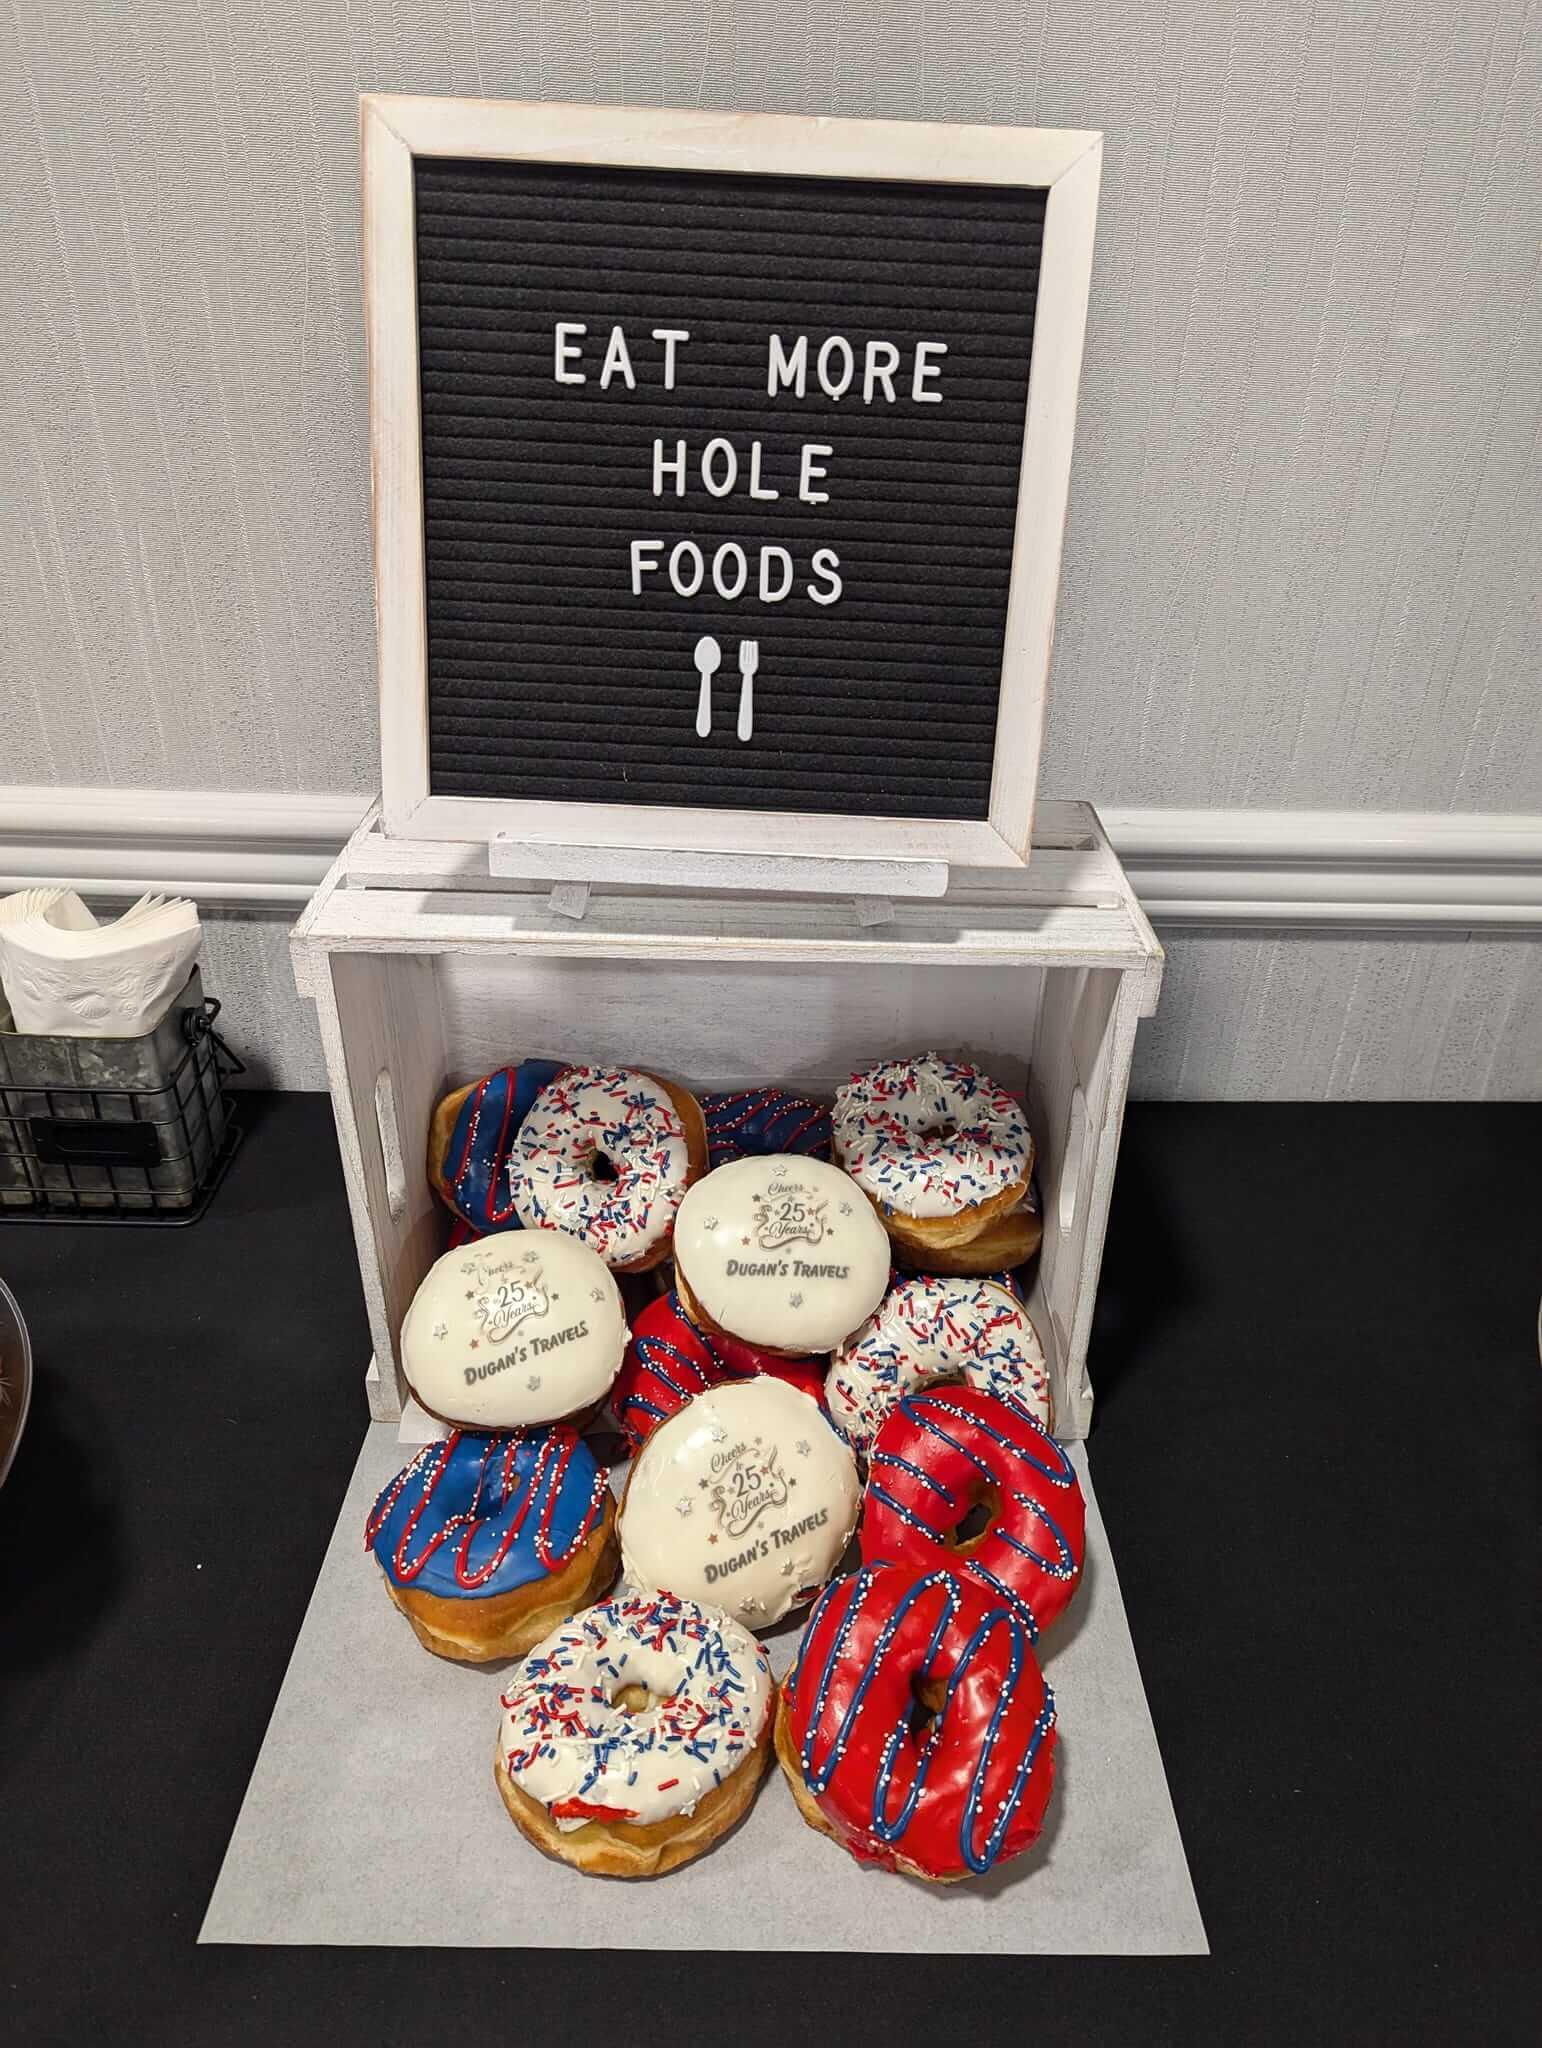 EAT MORE
HOLE
FOODS
Cheers
25
Years
DUGAN'S TRAVELS
Cheers
25
Years
DUGAN'S TRAVELS
Cheers
25
Years
DUGAN'S TRAVELS